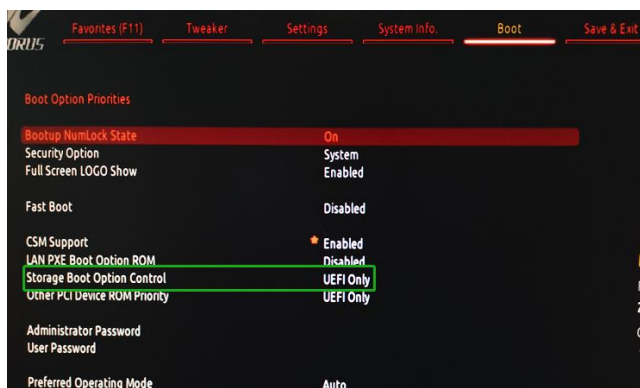 ORUS
Favorites (F11) Tweaker Settings System Info. Boot Save & Exit
Boot Option Priorities
Bootup NumLock State On
Security Option System
Full Screen LOGO Show Enabled
Fast Boot Disabled
CSM Support Enabled
LAN PXE Boot Option ROM Disabled
Storage Boot Option Control UEFI Only
Other PCI Device ROM Priority UEFI Only
Administrator Password
User Password
Preferred Operating Mode Auto